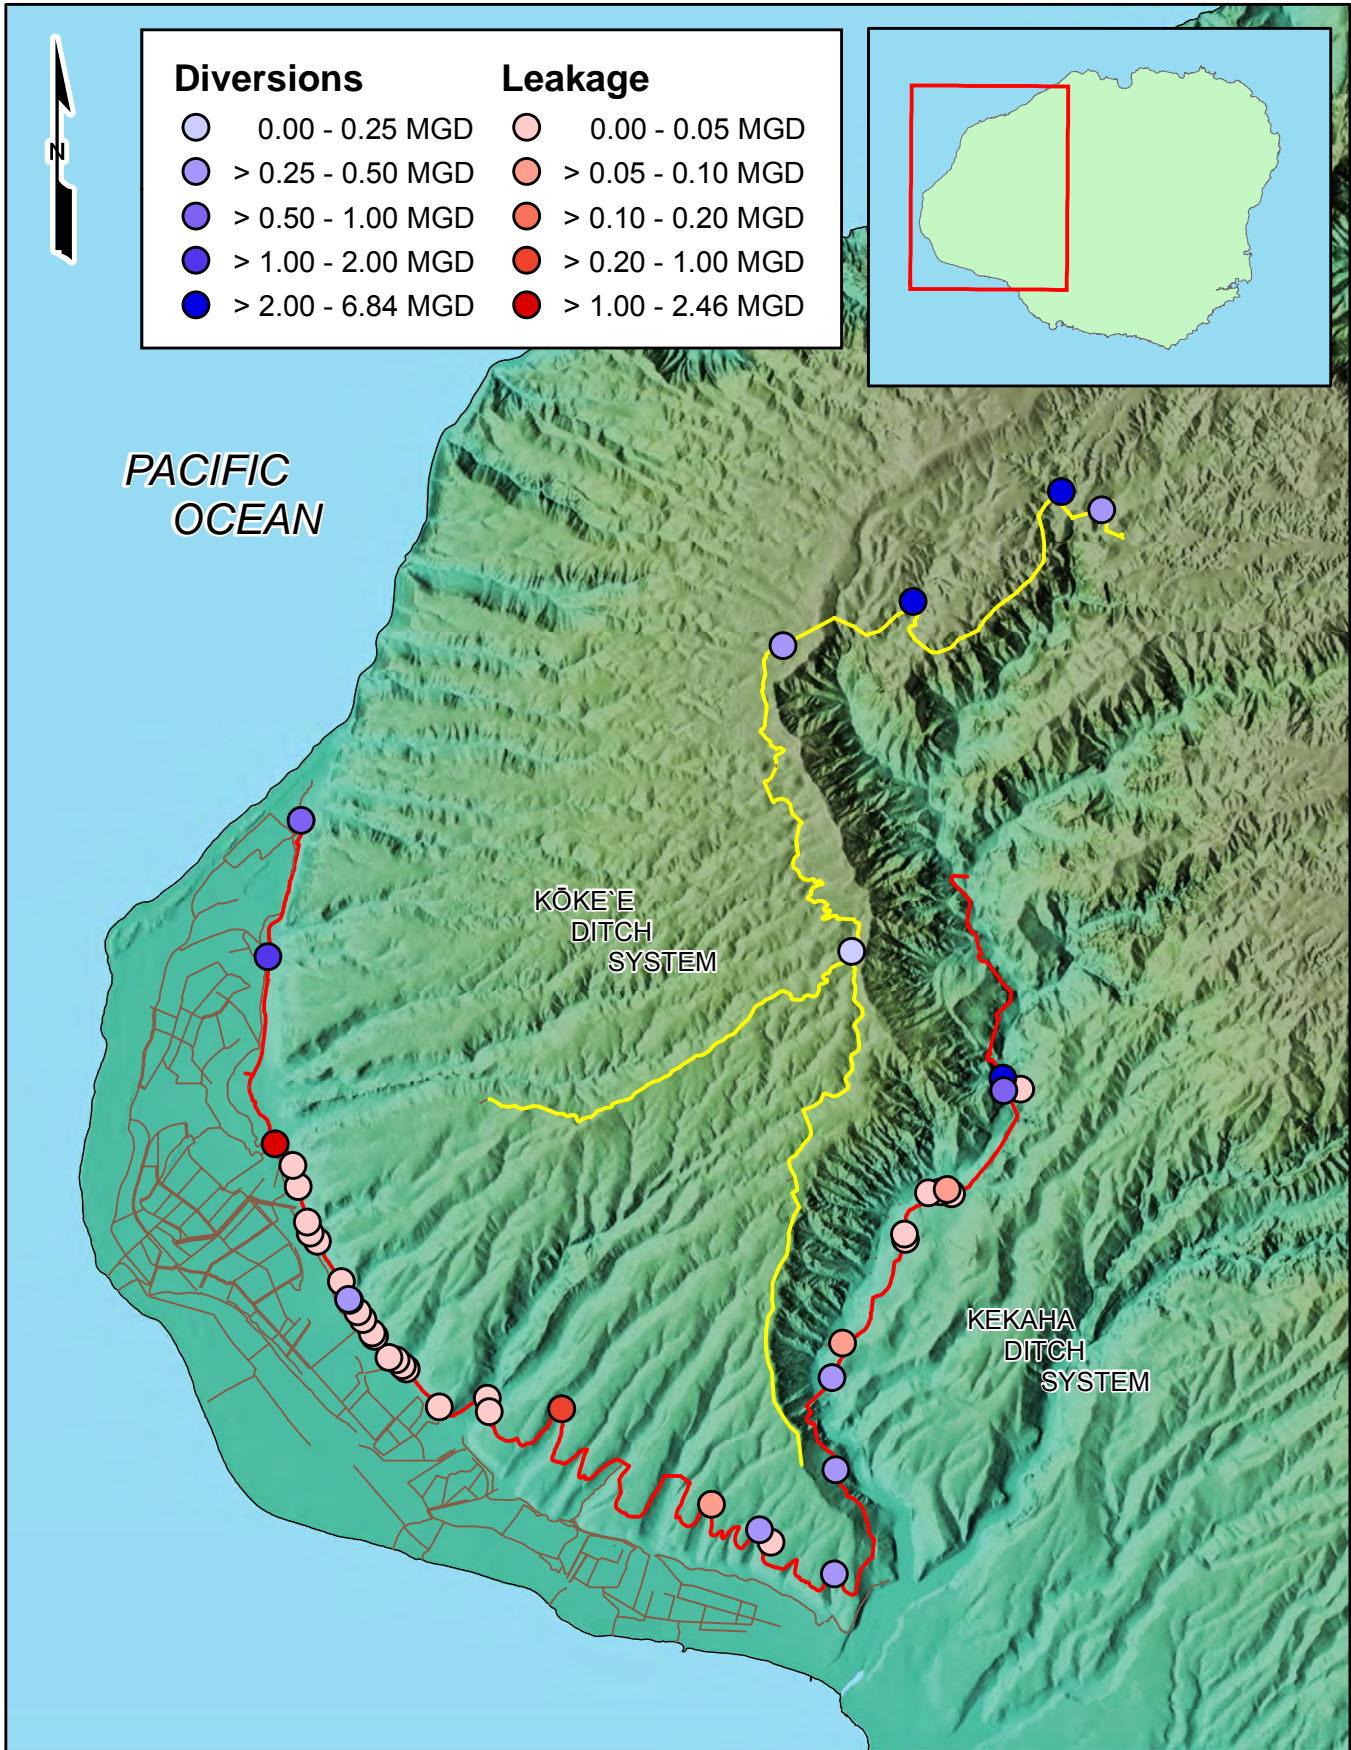 N
Diversions
0.00 - 0.25 MGD
> 0.25 - 0.50 MGD
> 0.50 - 1.00 MGD
> 1.00 - 2.00 MGD
> 2.00 - 6.84 MGD
Leakage
0.00 - 0.05 MGD
> 0.05 - 0.10 MGD
> 0.10 - 0.20 MGD
> 0.20 - 1.00 MGD
> 1.00 - 2.46 MGD
PACIFIC
OCEAN
KŌKE`E
DITCH
SYSTEM
KEKAHA
DITCH
SYSTEM